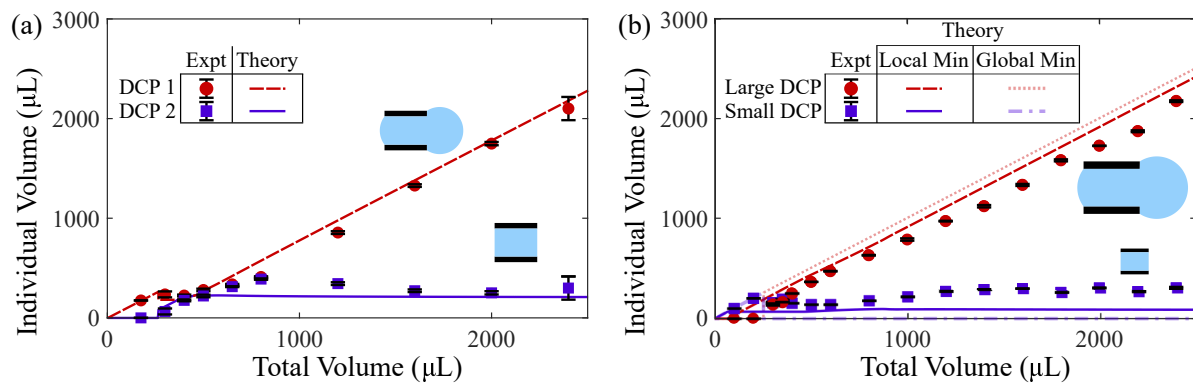 (a)
3000
2000
1000
0
Individual Volume (μL)
Expt Theory
DCP 1
DCP 2
0 1000 2000
Total Volume (μL)
(b)
3000
2000
1000
0
Individual Volume (μL)
Theory
Expt Local Min Global Min
Large DCP
Small DCP
0 1000 2000
Total Volume (μL)